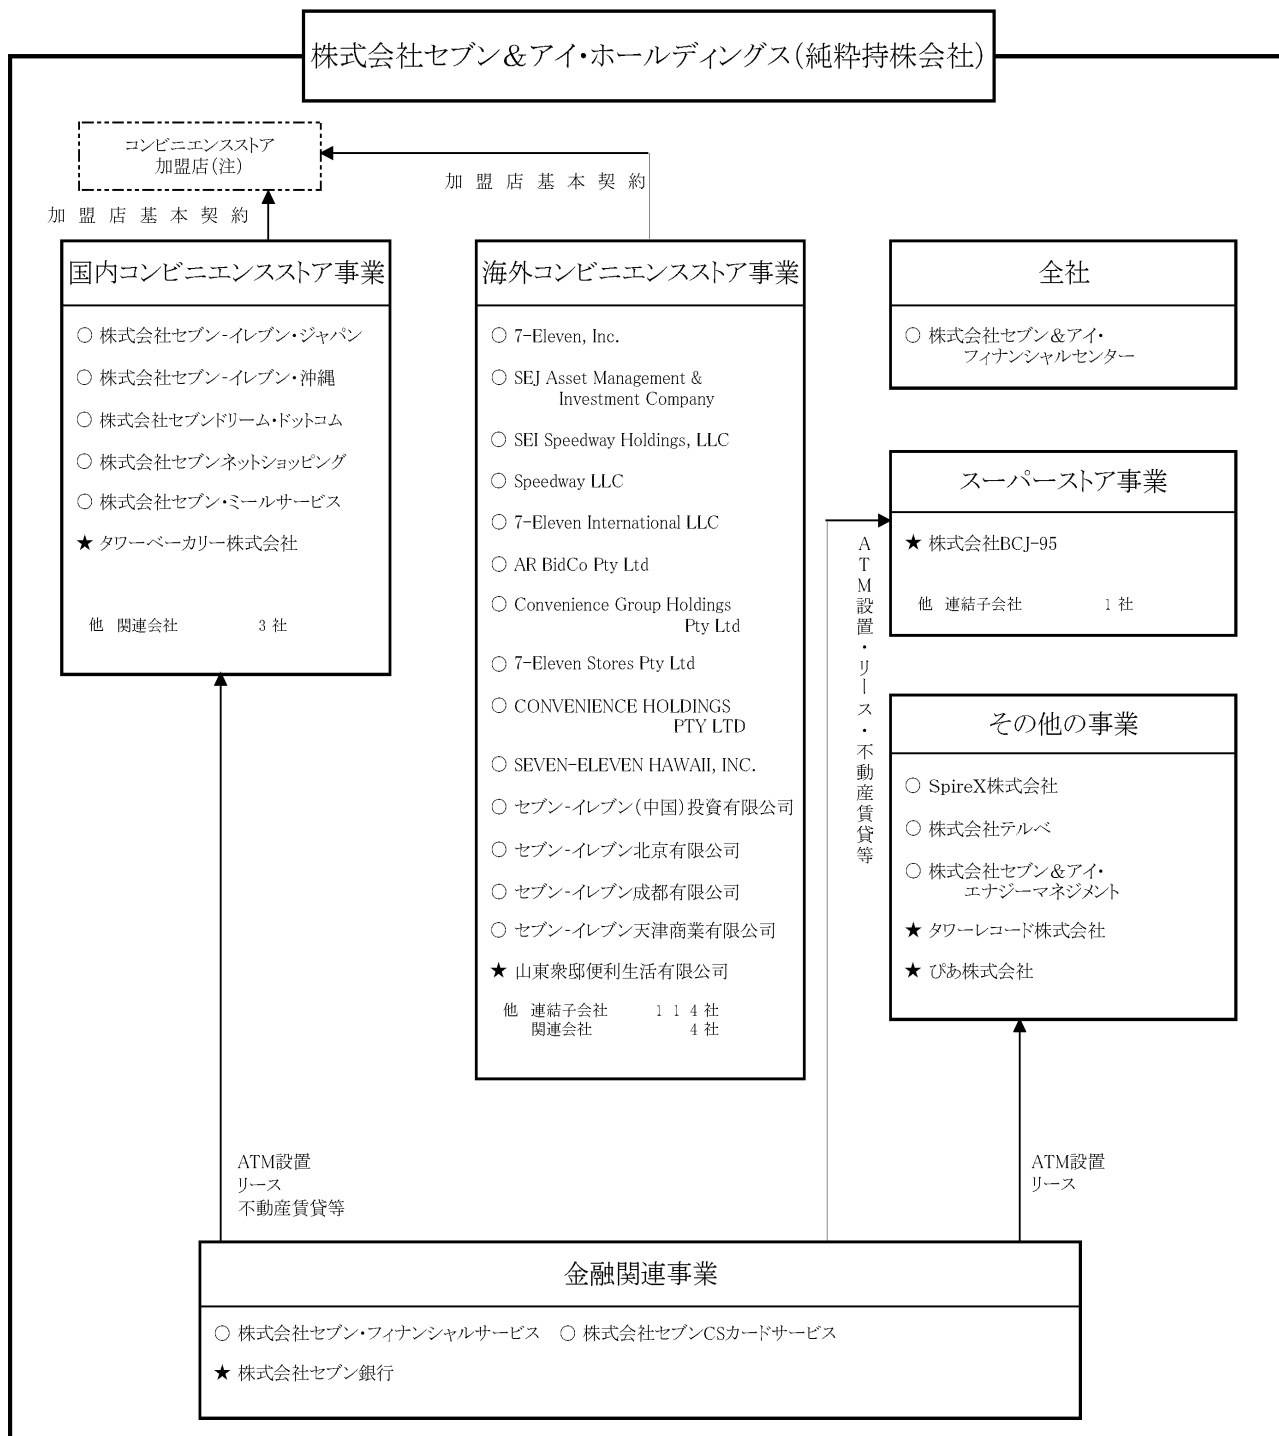 株式会社セブン＆アイ・ホールディングス（純粋持株会社）
コンビニエンスストア
加盟店（注）
加盟店基本契約
加盟店基本契約
国内コンビニエンスストア事業
○ 株式会社セブン-イレブン・ジャパン
○ 株式会社セブン-イレブン・沖縄
○ 株式会社セブンドリーム・ドットコム
○ 株式会社セブンネットショッピング
○ 株式会社セブン・ミールサービス
★ タワーベーカリー株式会社
他 関連会社 3 社
海外コンビニエンスストア事業
○ 7-Eleven, Inc.
○ SEJ Asset Management &
Investment Company
○ SEI Speedway Holdings, LLC
○ Speedway LLC
○ 7-Eleven International LLC
○ AR BidCo Pty Ltd
○ Convenience Group Holdings
Pty Ltd
○ 7-Eleven Stores Pty Ltd
○ CONVENIENCE HOLDINGS
PTY LTD
○ SEVEN-ELEVEN HAWAII, INC.
○ セブン-イレブン（中国）投資有限公司
○ セブン-イレブン北京有限公司
○ セブン-イレブン成都有限公司
○ セブン-イレブン天津商業有限公司
★ 山東衆邸便利生活有限公司
他 連結子会社 114 社
関連会社 4 社
全社
○ 株式会社セブン＆アイ・
フィナンシャルセンター
スーパーストア事業
★ 株式会社BCJ-95
他 連結子会社 1 社
ATM設置・リース・不動産賃貸等
その他の事業
○ SpireX株式会社
○ 株式会社テルベ
○ 株式会社セブン＆アイ・
エナジーマネジメント
★ タワーレコード株式会社
★ ぴあ株式会社
ATM設置
リース
不動産賃貸等
ATM設置
リース
金融関連事業
○ 株式会社セブン・フィナンシャルサービス ○ 株式会社セブンCSカードサービス
★ 株式会社セブン銀行